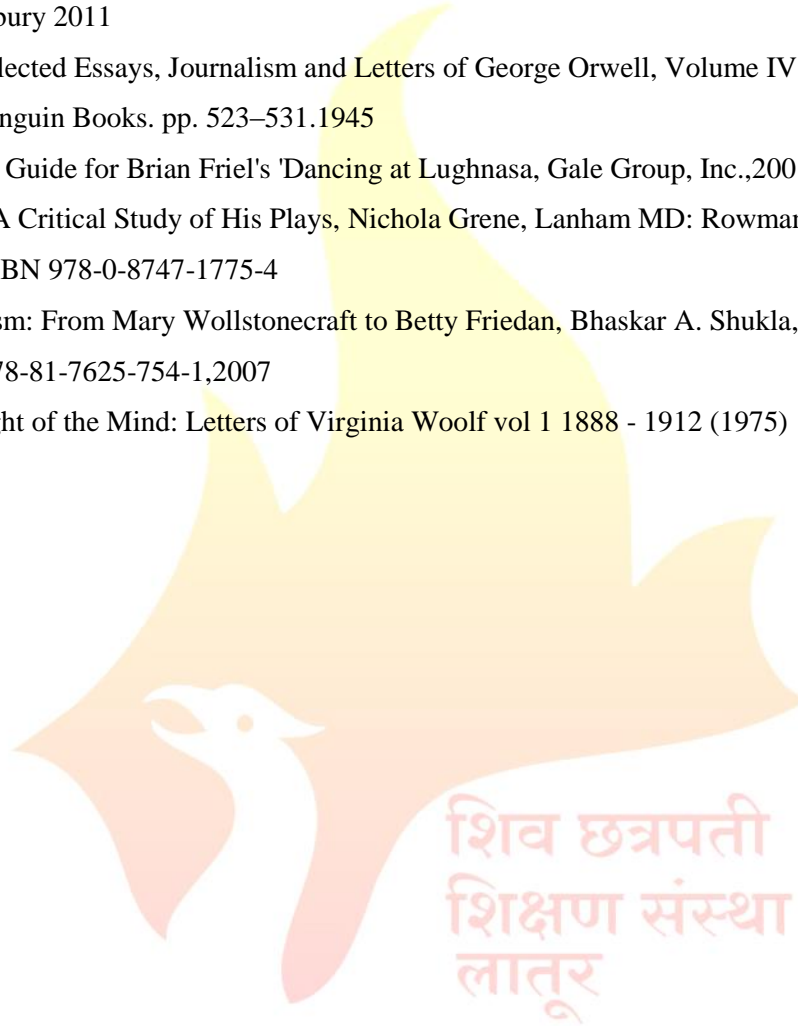 bury 2011
lected Essays, Journalism and Letters of George Orwell, Volume IV
nguin Books. pp. 523–531.1945
Guide for Brian Friel's 'Dancing at Lughnasa, Gale Group, Inc.,200
A Critical Study of His Plays, Nichola Grene, Lanham MD: Rowman
BN 978-0-8747-1775-4
sm: From Mary Wollstonecraft to Betty Friedan, Bhaskar A. Shukla,
78-81-7625-754-1,2007
ght of the Mind: Letters of Virginia Woolf vol 1 1888 - 1912 (1975)
शिव छत्रपती
शिक्षण संस्था
लातूर